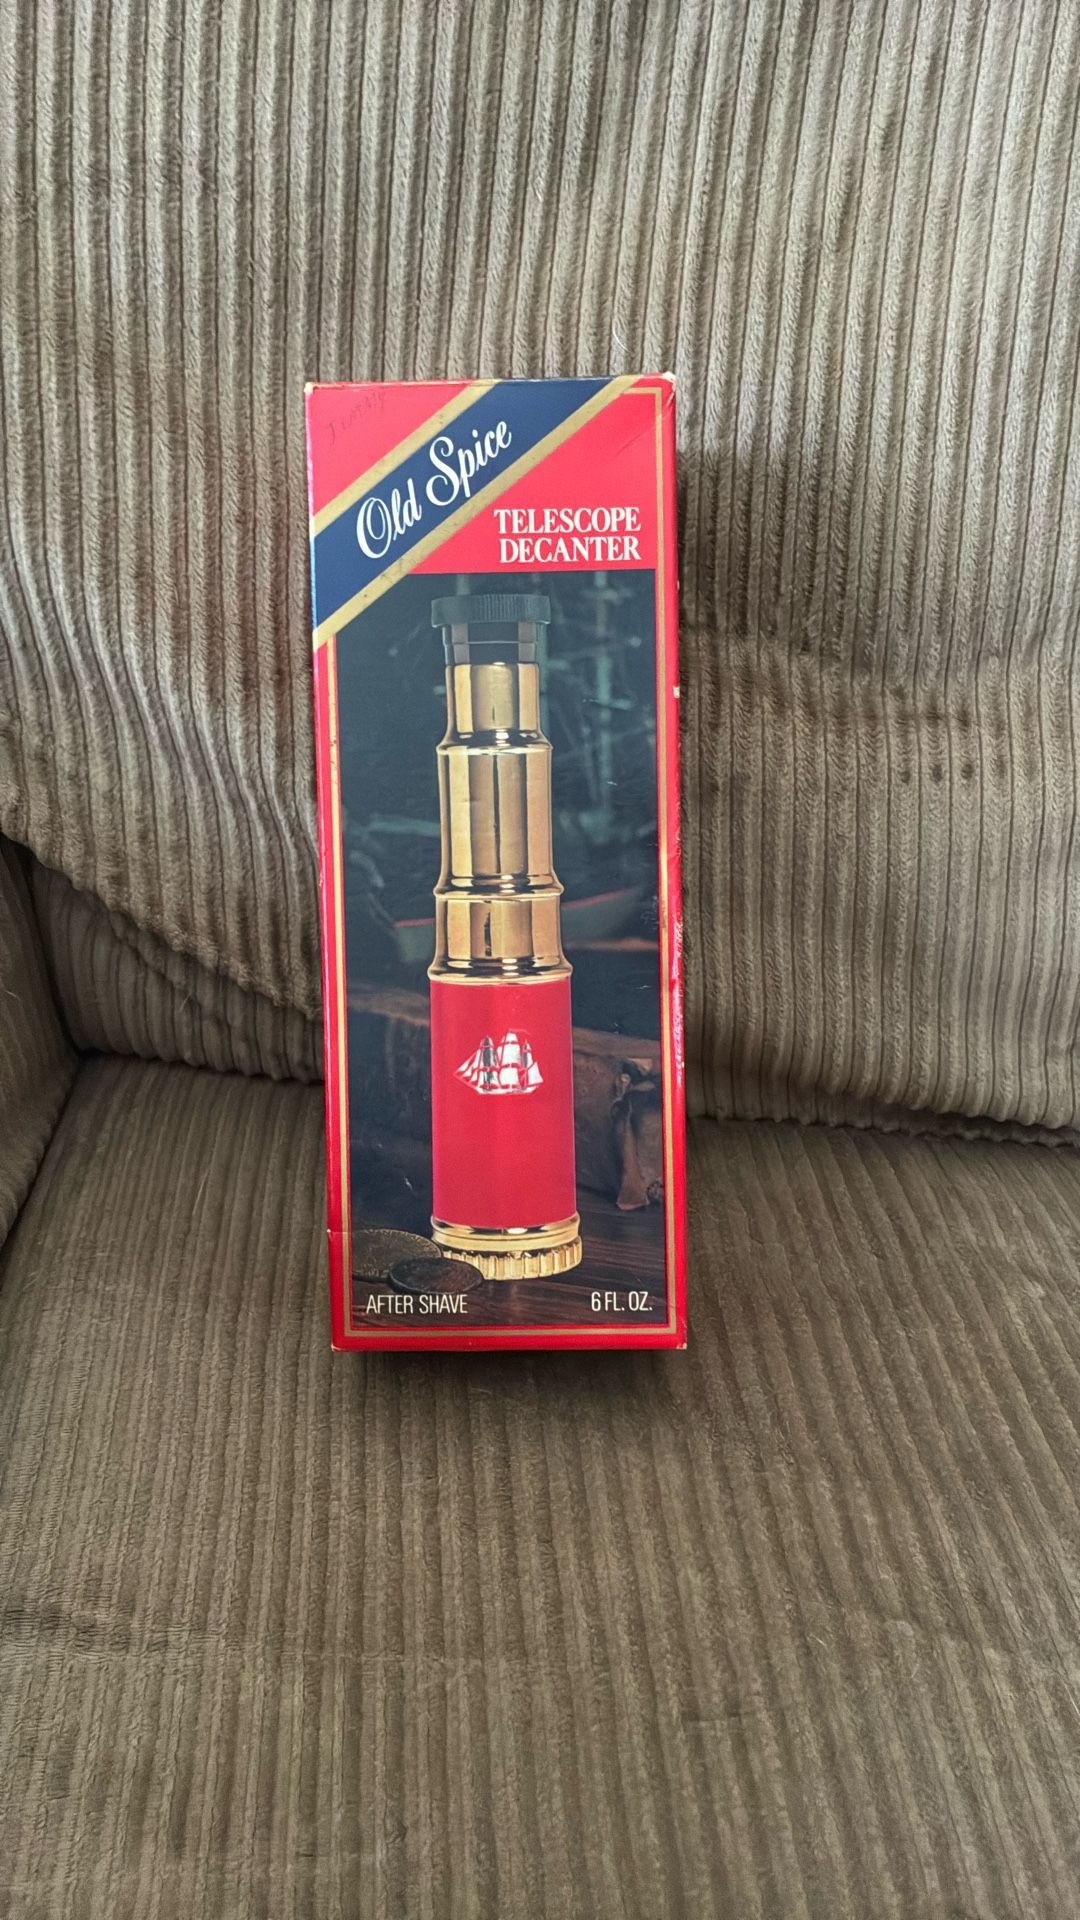 Old Spice
TELESCOPE
DECANTER
AFTER SHAVE
6 FL. OZ.